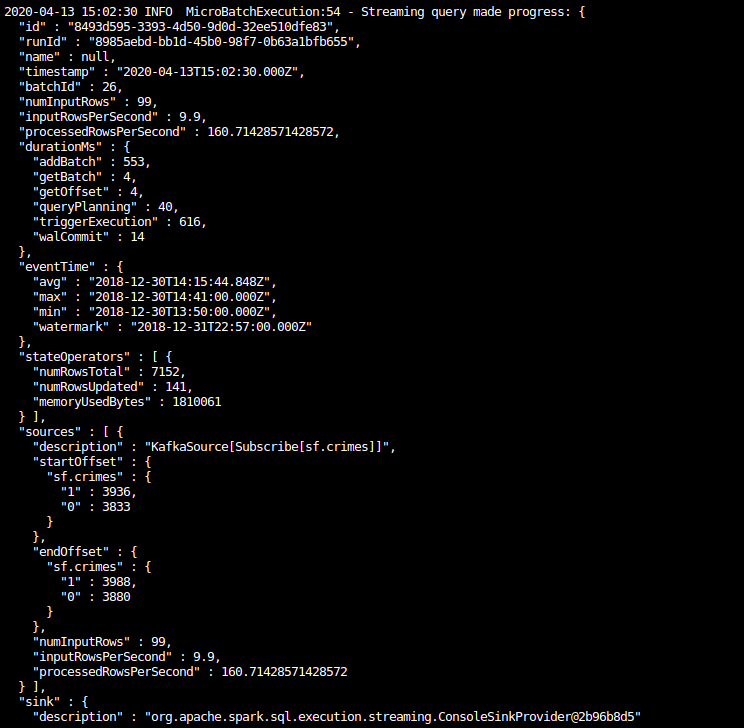 2020-04-13 15:02:30 INFO  MicroBatchExecution:54 - Streaming query made progress: {
  "id" : "8493d595-3393-4d50-9d0d-32ee510dfe83",
  "runId" : "8985aebd-bb1d-45b0-98f7-0b63a1bfb655",
  "name" : null,
  "timestamp" : "2020-04-13T15:02:30.000Z",
  "batchId" : 26,
  "numInputRows" : 99,
  "inputRowsPerSecond" : 9.9,
  "processedRowsPerSecond" : 160.71428571428572,
  "durationMs" : {
    "addBatch" : 553,
    "getBatch" : 4,
    "getOffset" : 4,
    "queryPlanning" : 40,
    "triggerExecution" : 616,
    "walCommit" : 14
  },
  "eventTime" : {
    "avg" : "2018-12-30T14:15:44.848Z",
    "max" : "2018-12-30T14:41:00.000Z",
    "min" : "2018-12-30T13:50:00.000Z",
    "watermark" : "2018-12-31T22:57:00.000Z"
  },
  "stateOperators" : [ {
    "numRowsTotal" : 7152,
    "numRowsUpdated" : 141,
    "memoryUsedBytes" : 1810061
  } ],
  "sources" : [ {
    "description" : "KafkaSource[Subscribe[sf.crimes]]",
    "startOffset" : {
      "sf.crimes" : {
        "1" : 3936,
        "0" : 3833
      }
    },
    "endOffset" : {
      "sf.crimes" : {
        "1" : 3988,
        "0" : 3880
      }
    },
    "numInputRows" : 99,
    "inputRowsPerSecond" : 9.9,
    "processedRowsPerSecond" : 160.71428571428572
  } ],
  "sink" : {
    "description" : "org.apache.spark.sql.execution.streaming.ConsoleSinkProvider@2b96b8d5"